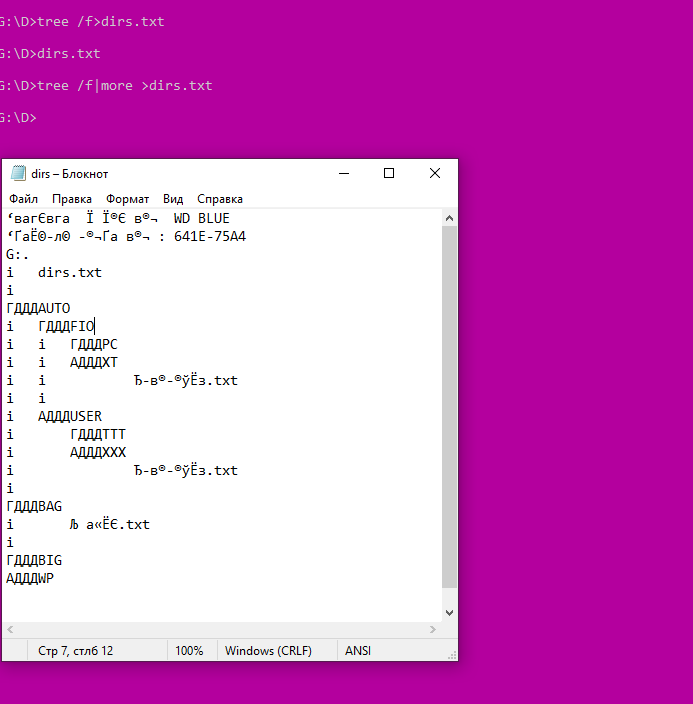 G:\D>tree /f>dirs.txt
G:\D>dirs.txt
G:\D>tree /f|more >dirs.txt
G:\D>
dirs – Блокнот
Файл Правка Формат Вид Справка
‘вагЄвга  Ї Ї®Є в®¬  WD BLUE
‘ҐаЁ©­л© ­®¬Ґа в®¬ : 641E-75A4
G:.
і   dirs.txt
і
ГДДДAUTO
і   ГДДДFIO
і   і   ГДДДPC
і   і   АДДДXT
і   і           Ђ­в®­®ўЁз.txt
і   і
і   АДДДUSER
і       ГДДДTTT
і       АДДДXXX
і               Ђ­в®­®ўЁз.txt
і
ГДДДBAG
і       Љ а«ЁЄ.txt
і
ГДДДBIG
АДДДWP
Стр 7, стлб 12 100% Windows (CRLF) ANSI